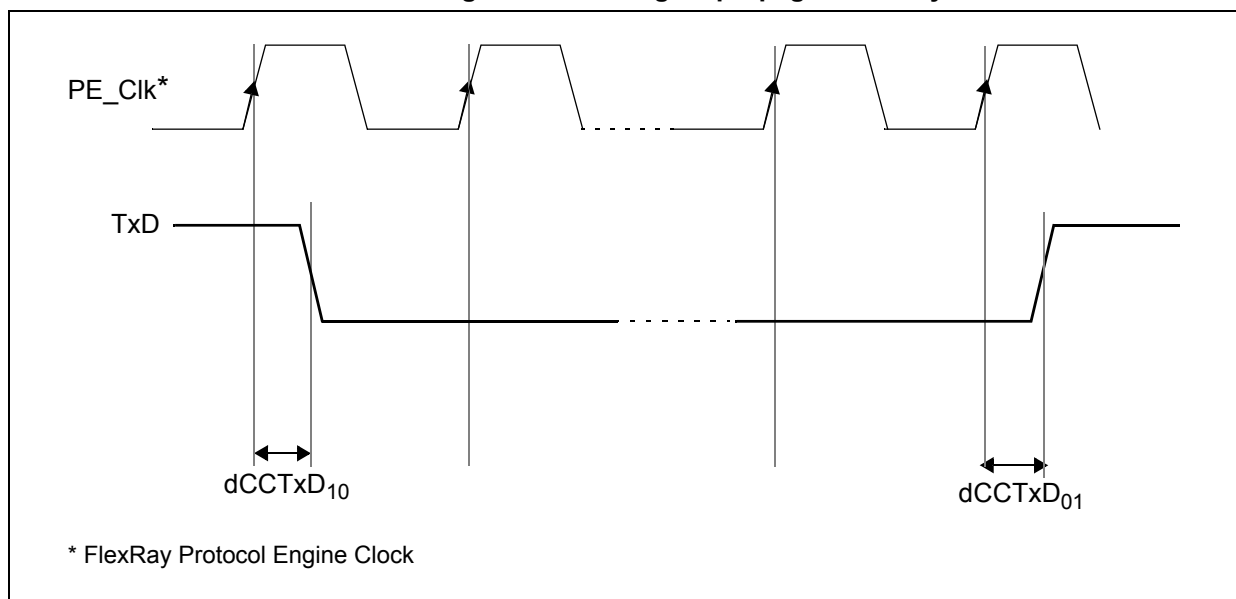 PE_Clk*
TxD
dCCTxD10
dCCTxD01
* FlexRay Protocol Engine Clock